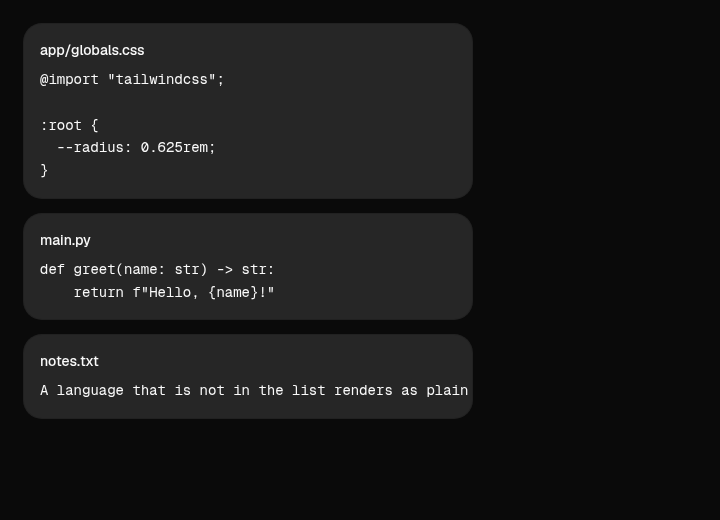 app/globals.css
@import "tailwindcss";
:root {
  --radius: 0.625rem;
}
main.py
def greet(name: str) -> str:
    return f"Hello, {name}!"
notes.txt
A language that is not in the list renders as plain